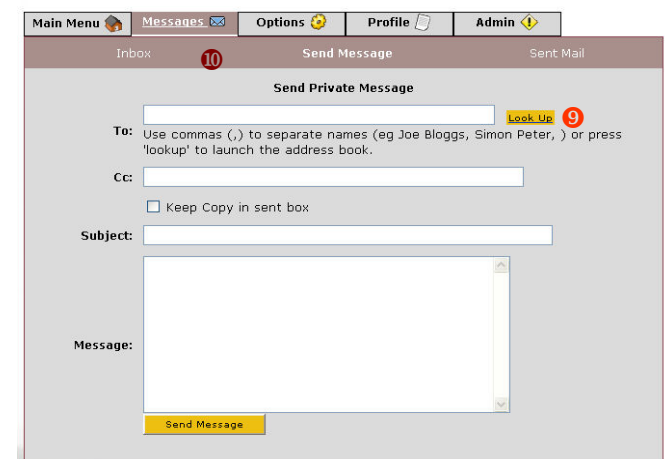 Main Menu Messages Options Profile Admin
Inbox 10 Send Message Sent Mail
Send Private Message
Look Up 9
To: Use commas (,) to separate names (eg Joe Bloggs, Simon Peter, ) or press
'lookup' to launch the address book.
Cc:
Keep Copy in sent box
Subject:
Message:
Send Message